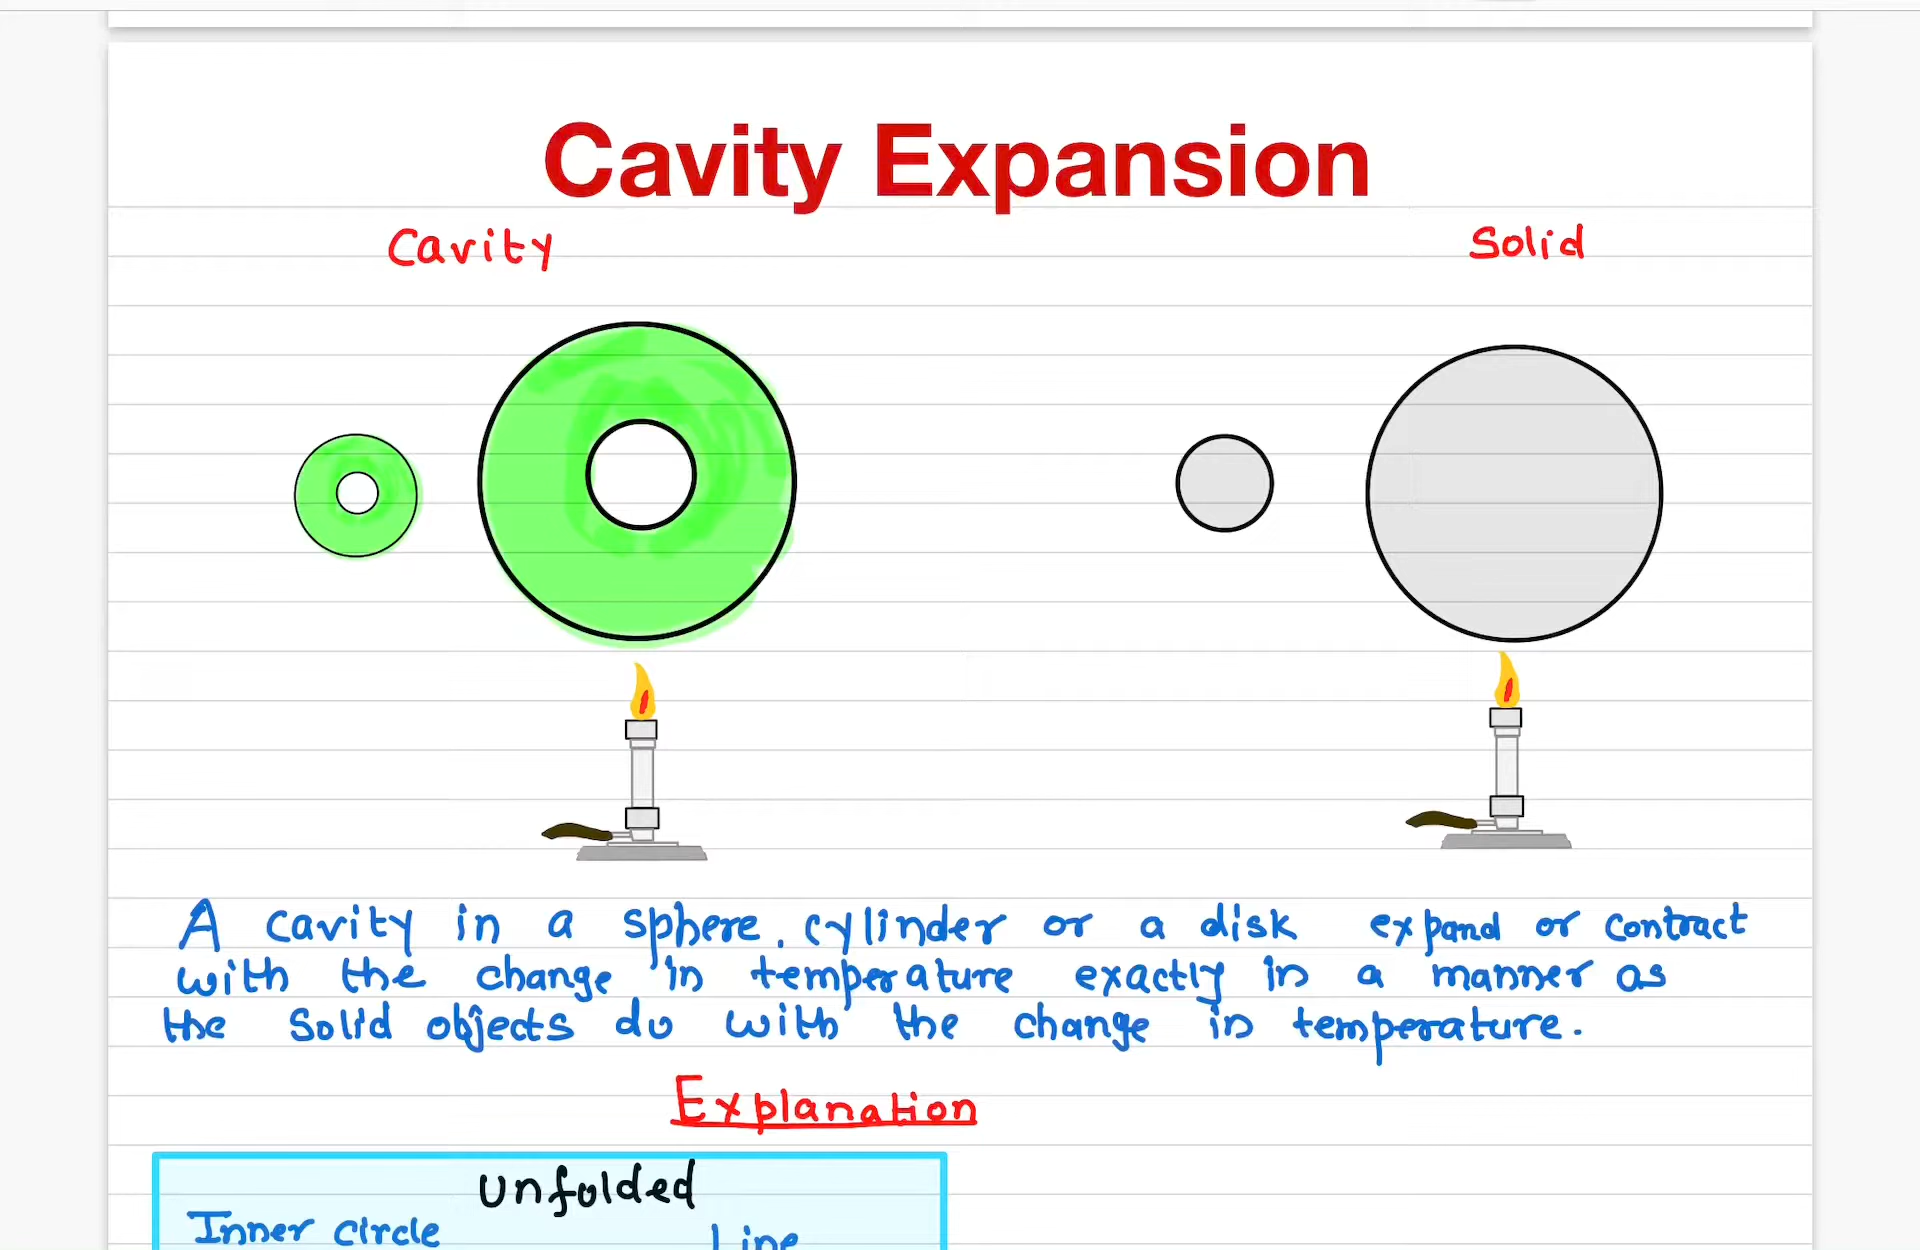 Cavity Expansion
Cavity
Solid
A cavity in a sphere, cylinder or a disk expand or contract
with the change in temperature exactly in a manner as
the solid objects do with the change in temperature.
Explanation
Unfolded
Inner circle
Line